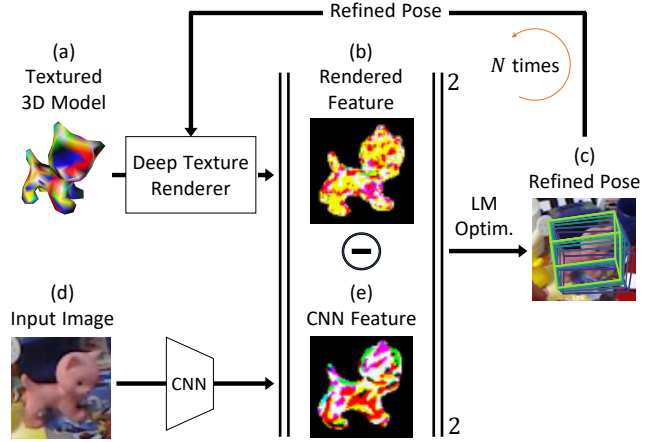 Refined Pose
(a)
Textured
3D Model
(b)
Rendered
Feature
2
N times
Deep Texture
Renderer
(c)
Refined Pose
LM
Optim.
(d)
Input Image
(e)
CNN Feature
CNN
2